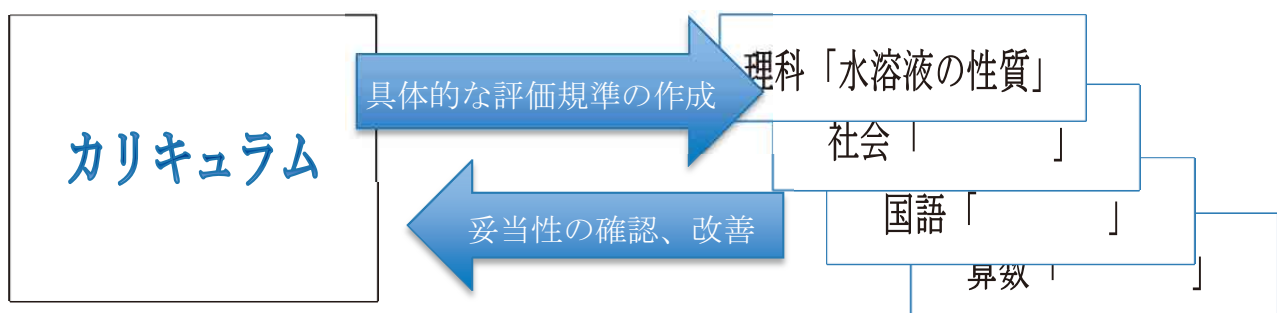 カリキュラム
具体的な評価規準の作成
妥当性の確認、改善
理科「水溶液の性質」
社会「　　　　」
国語「　　　　」
算数「　　　　」